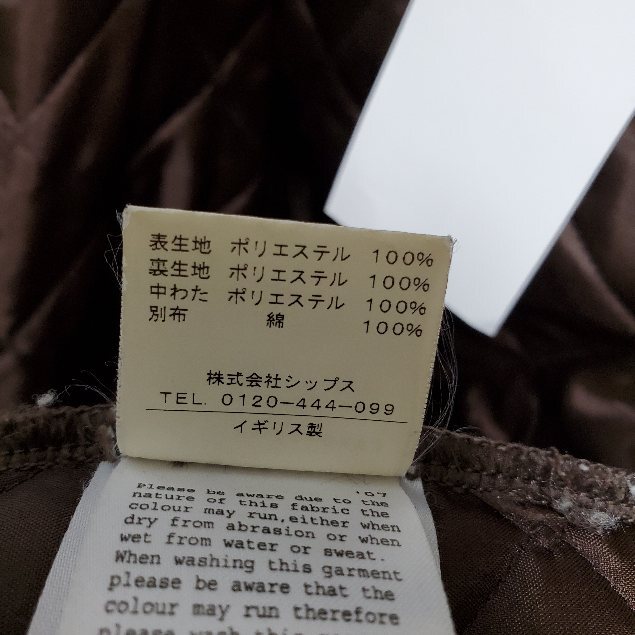 表生地 ポリエステル 100%
裏生地 ポリエステル 100%
中わた ポリエステル 100%
別布 綿 100%
株式会社シップス
TEL. 0120-444-099
イギリス製
'07
Please be aware due to the
nature of this fabric the
colour may run,either when
dry from abrasion or when
wet from water or sweat.
When washing this garment
please be aware that the
colour may run therefore
please wash this